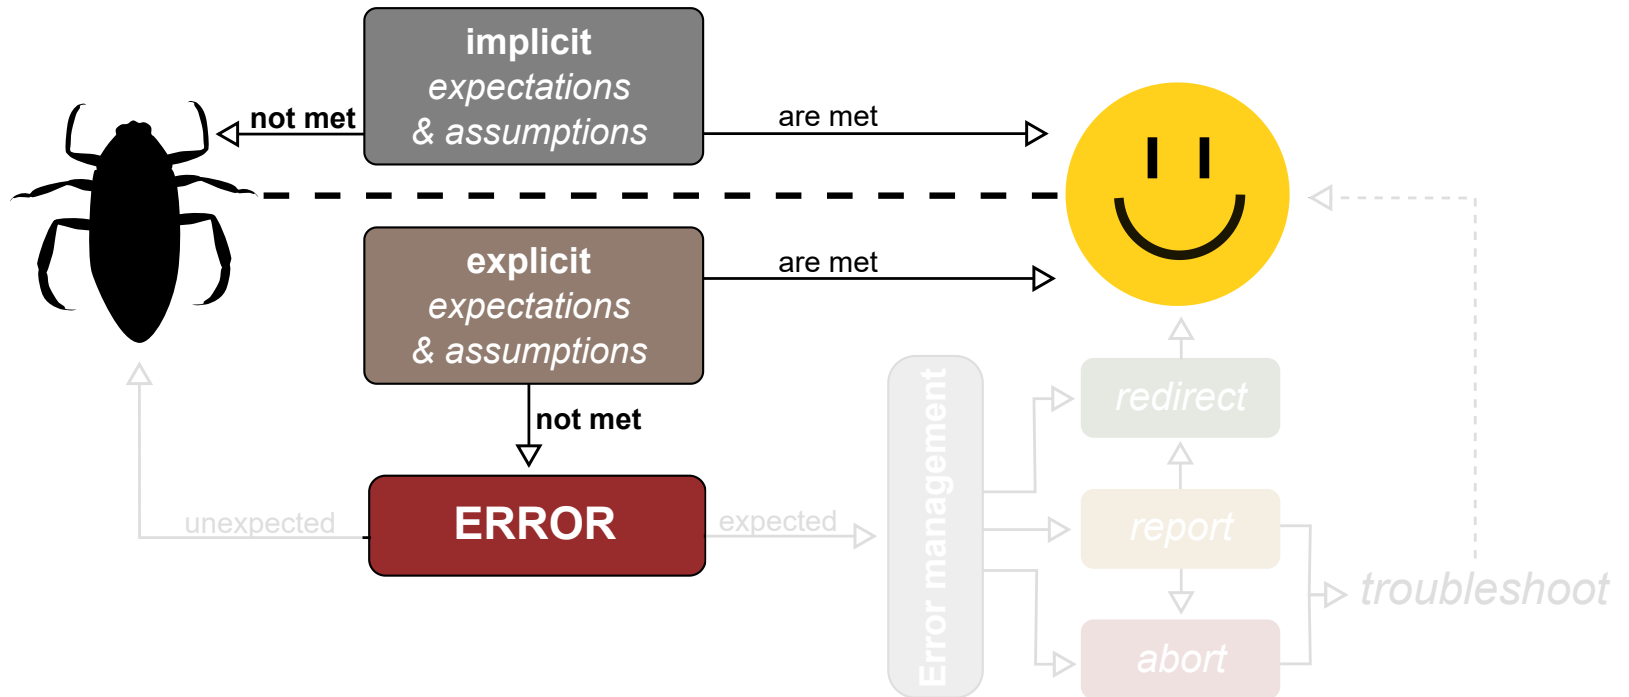 implicit
expectations
& assumptions
not met
are met
explicit
expectations
& assumptions
are met
not met
ERROR
unexpected
expected
Error management
redirect
report
abort
troubleshoot